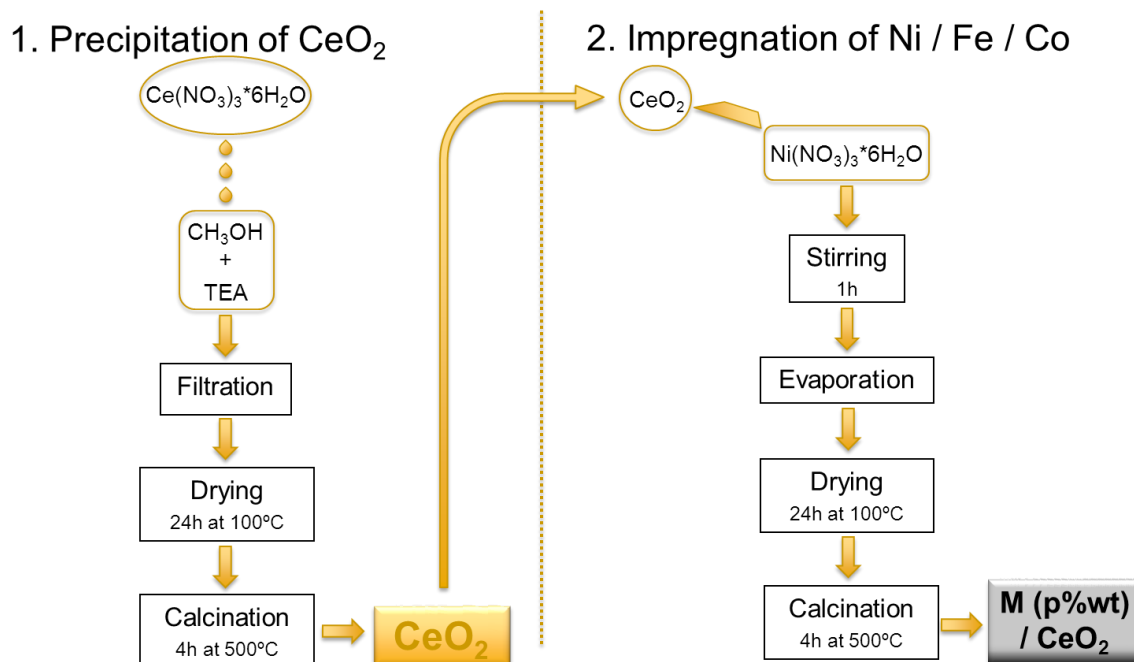 1. Precipitation of CeO₂
Ce(NO₃)₃*6H₂O
CH₃OH
+
TEA
Filtration
Drying
24h at 100ºC
Calcination
4h at 500ºC
CeO₂
2. Impregnation of Ni / Fe / Co
CeO₂
Ni(NO₃)₃*6H₂O
Stirring
1h
Evaporation
Drying
24h at 100ºC
Calcination
4h at 500ºC
M (p%wt)
/ CeO₂